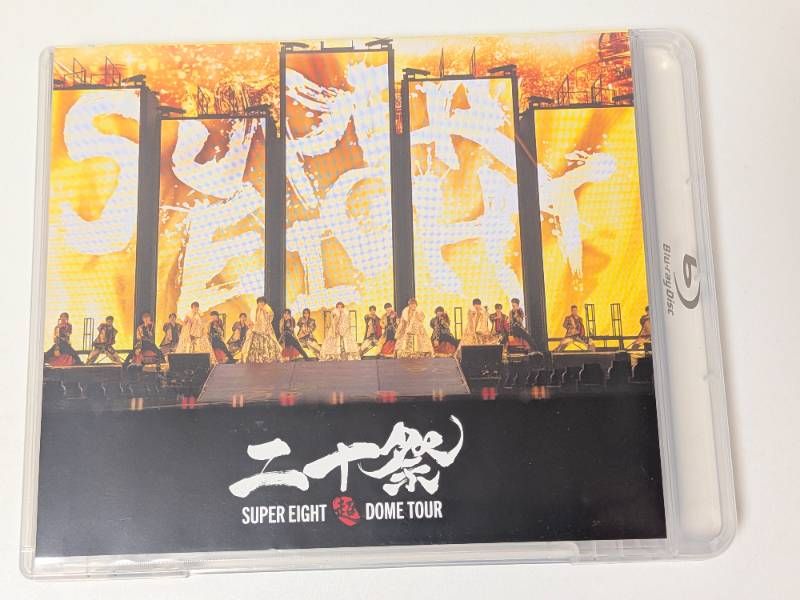 SUPER
EIGHT
二十祭
SUPER EIGHT 超 DOME TOUR
Blu-ray Disc